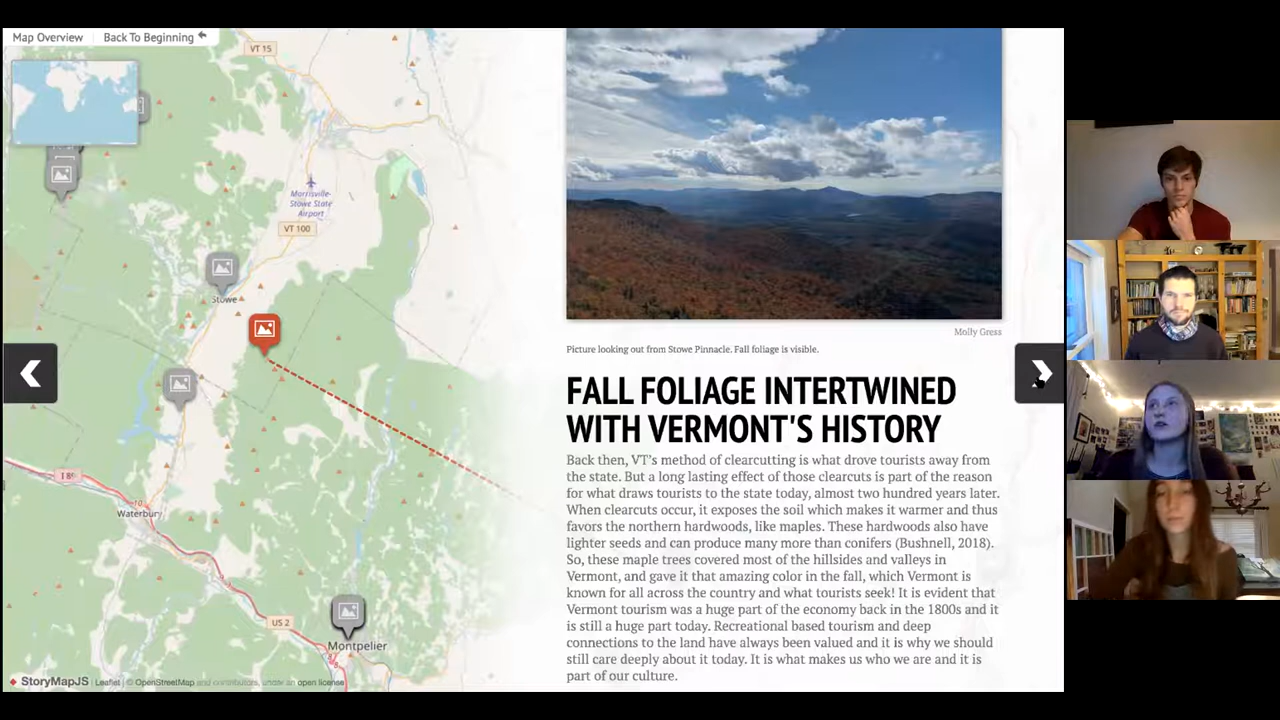 Map Overview
Back To Beginning
VT 15
Morrisville-
Stowe State
Airport
VT 100
Stowe
I 89
Waterbury
US 2
Montpelier
StoryMapJS | Leaflet | © OpenStreetMap and contributors, under an open license
Molly Gress
Picture looking out from Stowe Pinnacle. Fall foliage is visible.
FALL FOLIAGE INTERTWINED
WITH VERMONT'S HISTORY
Back then, VT's method of clearcutting is what drove tourists away from
the state. But a long lasting effect of those clearcuts is part of the reason
for what draws tourists to the state today, almost two hundred years later.
When clearcuts occur, it exposes the soil which makes it warmer and thus
favors the northern hardwoods, like maples. These hardwoods also have
lighter seeds and can produce many more than conifers (Bushnell, 2018).
So, these maple trees covered most of the hillsides and valleys in
Vermont, and gave it that amazing color in the fall, which Vermont is
known for all across the country and what tourists seek! It is evident that
Vermont tourism was a huge part of the economy back in the 1800s and it
is still a huge part today. Recreational based tourism and deep
connections to the land have always been valued and it is why we should
still care deeply about it today. It is what makes us who we are and it is
part of our culture.